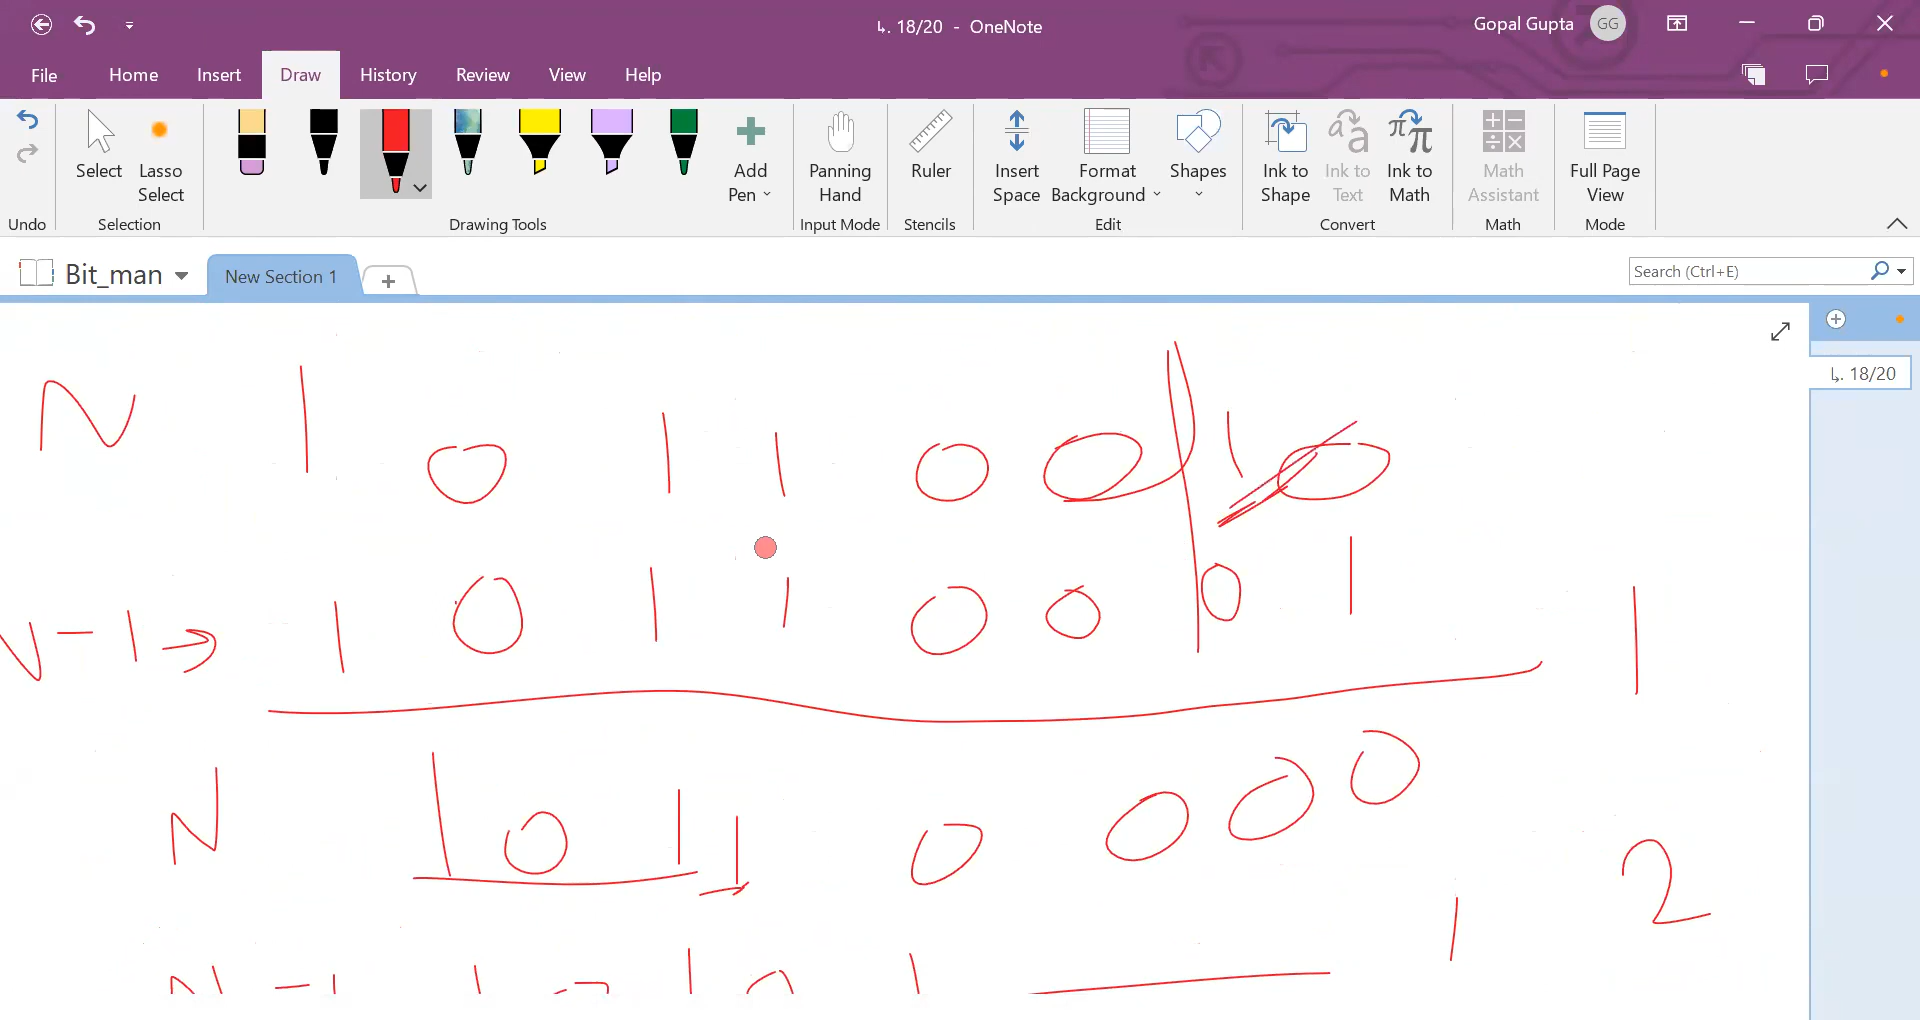 ↳. 18/20 - OneNote
Gopal Gupta GG
File Home Insert Draw History Review View Help
Undo
Select
Lasso Select
Selection
Drawing Tools
Add Pen
Panning Hand
Input Mode
Ruler
Stencils
Insert Space
Format Background
Shapes
Edit
Ink to Shape
Ink to Text
Ink to Math
Convert
Math Assistant
Math
Full Page View
Mode
Bit_man New Section 1 +
Search (Ctrl+E)
↳. 18/20
N 1 0 1 1 0 0 1 0
N-1 → 1 0 1 1 0 0 0 1 1
N 1 0 1 1 0 0 0 0 2